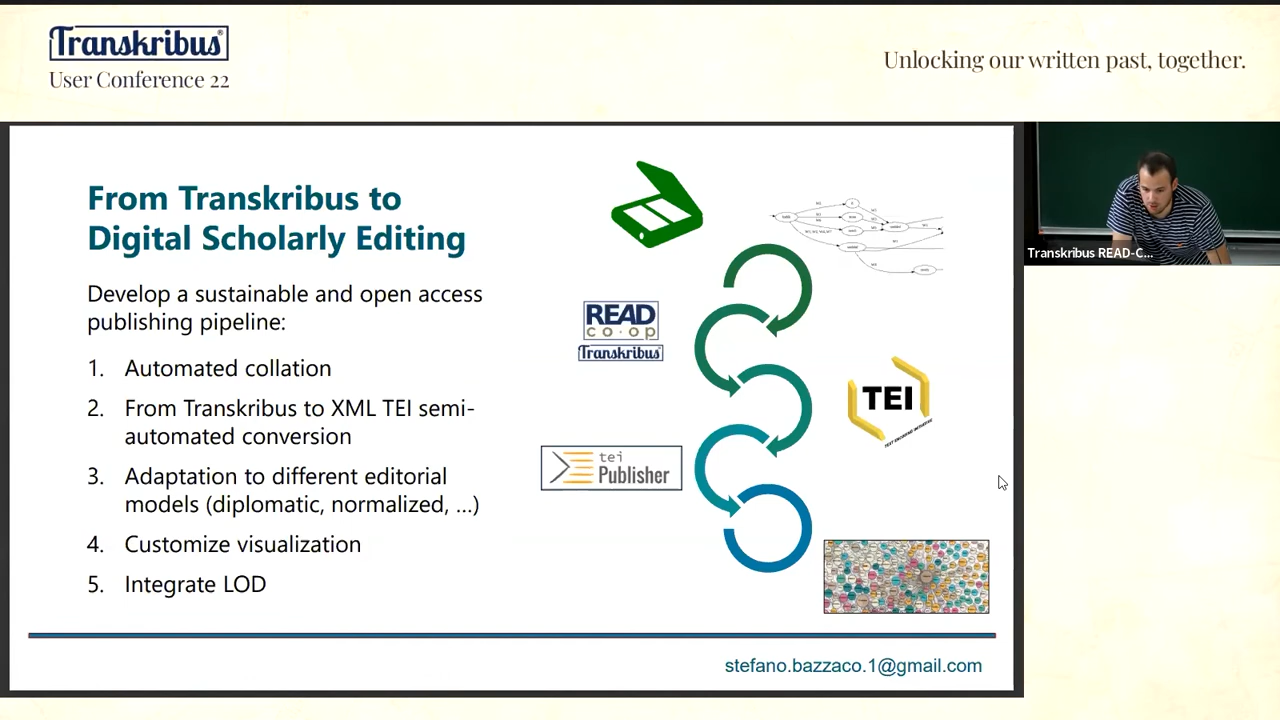 Transkribus®
User Conference 22
Unlocking our written past, together.
From Transkribus to
Digital Scholarly Editing
Develop a sustainable and open access
publishing pipeline:
1. Automated collation
2. From Transkribus to XML TEI semi-
automated conversion
3. Adaptation to different editorial
models (diplomatic, normalized, ...)
4. Customize visualization
5. Integrate LOD
READ
co·op
Transkribus
TEI
TEXT ENCODING INITIATIVE
tei
Publisher
stefano.bazzaco.1@gmail.com
Transkribus READ-C...